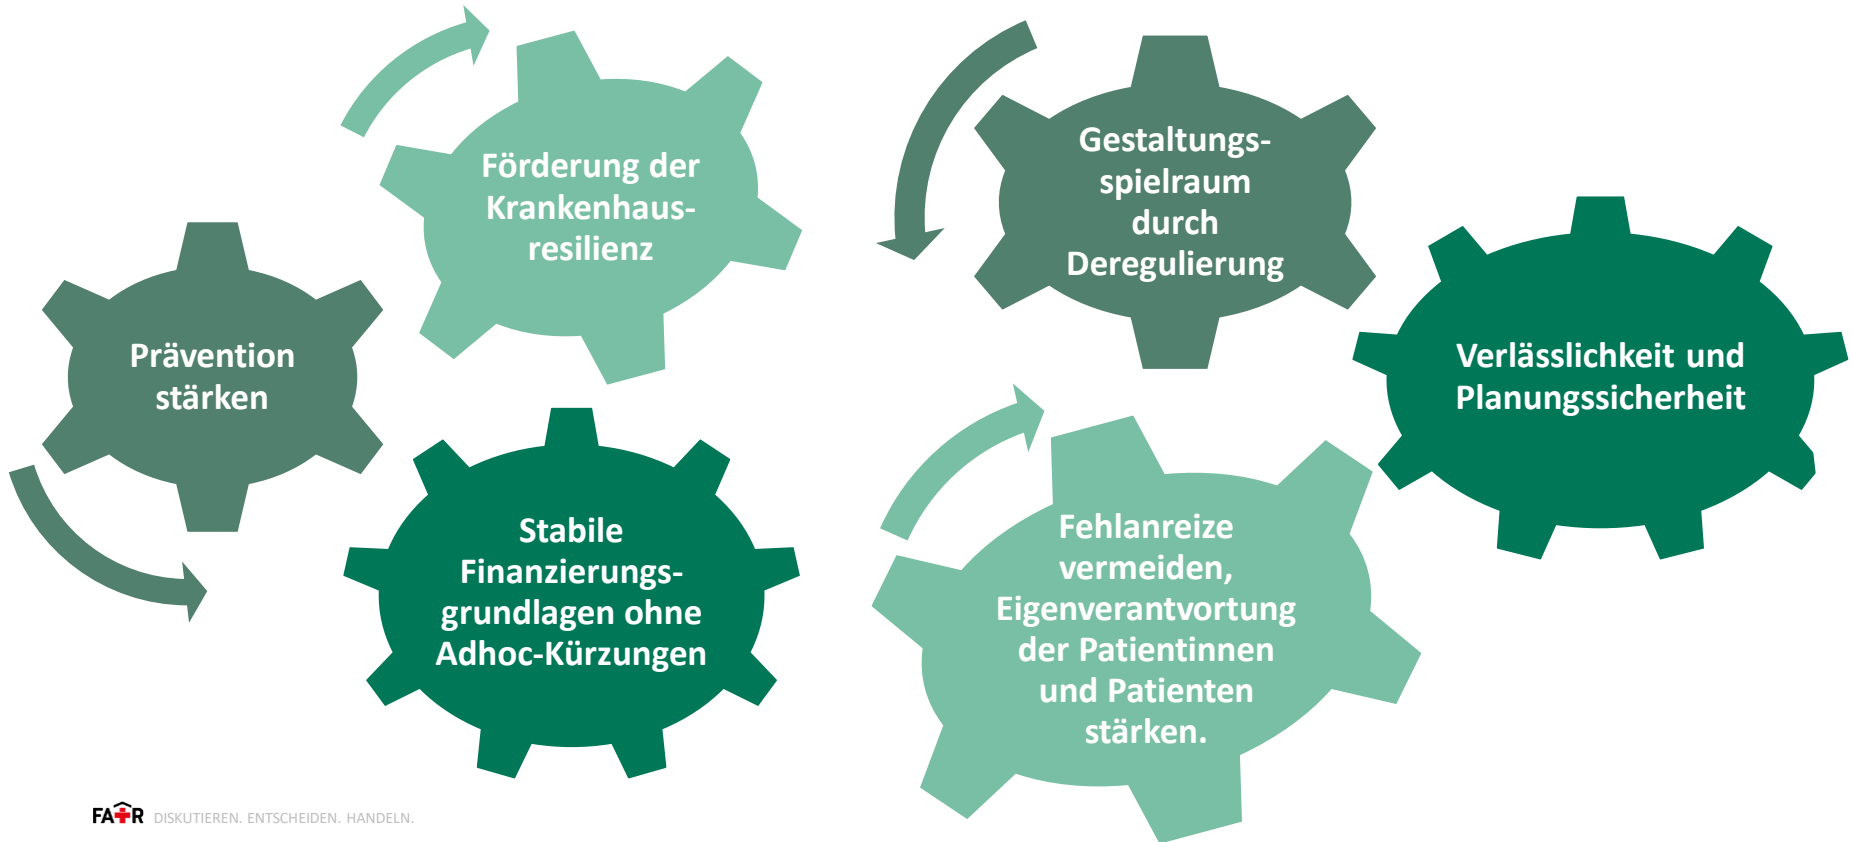 Prävention
stärken
Förderung der
Krankenhaus-
resilienz
Stabile
Finanzierungs-
grundlagen ohne
Adhoc-Kürzungen
Gestaltungs-
spielraum
durch
Deregulierung
Fehlanreize
vermeiden,
Eigenverantvortung
der Patientinnen
und Patienten
stärken.
Verlässlichkeit und
Planungssicherheit
FAIR DISKUTIEREN. ENTSCHEIDEN. HANDELN.